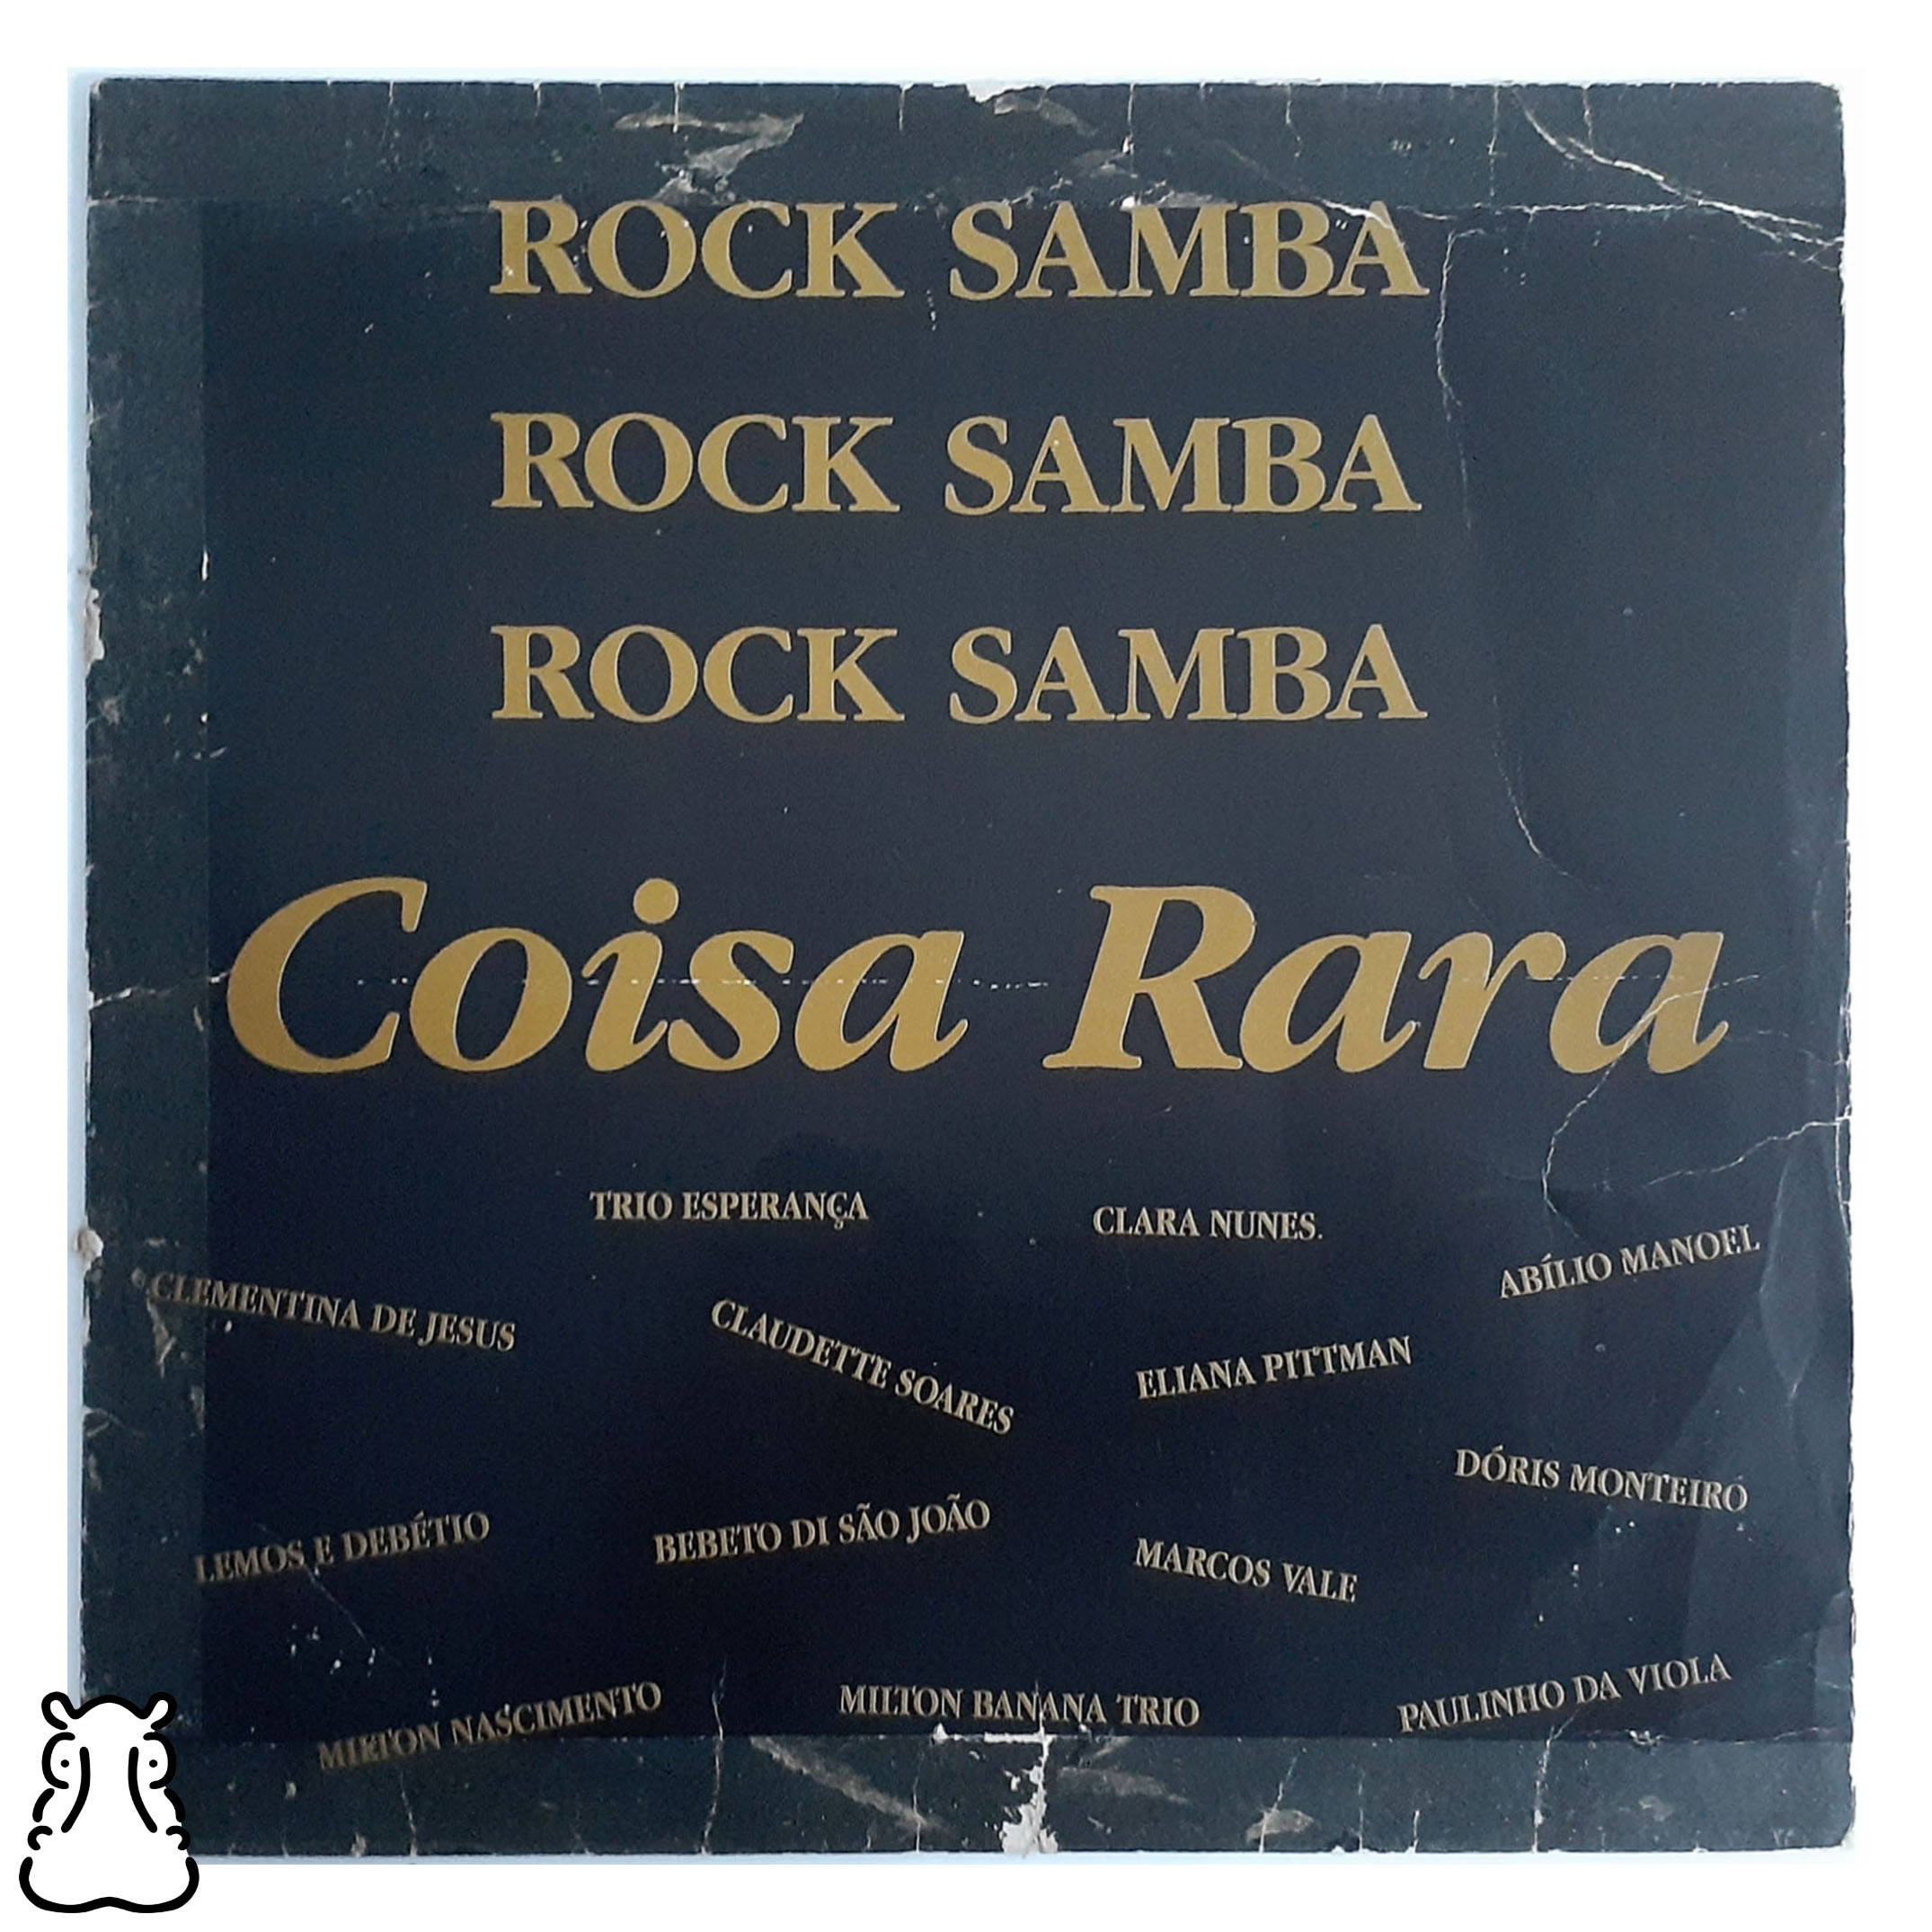 ROCK SAMBA
ROCK SAMBA
ROCK SAMBA
Coisa Rara
TRIO ESPERANÇA
CLARA NUNES.
ABÍLIO MANOEL
CLEMENTINA DE JESUS
CLAUDETTE SOARES
ELIANA PITTMAN
DÓRIS MONTEIRO
LEMOS E DEBÉTIO
BEBETO DI SÃO JOÃO
MARCOS VALE
MILTON NASCIMENTO
MILTON BANANA TRIO
PAULINHO DA VIOLA